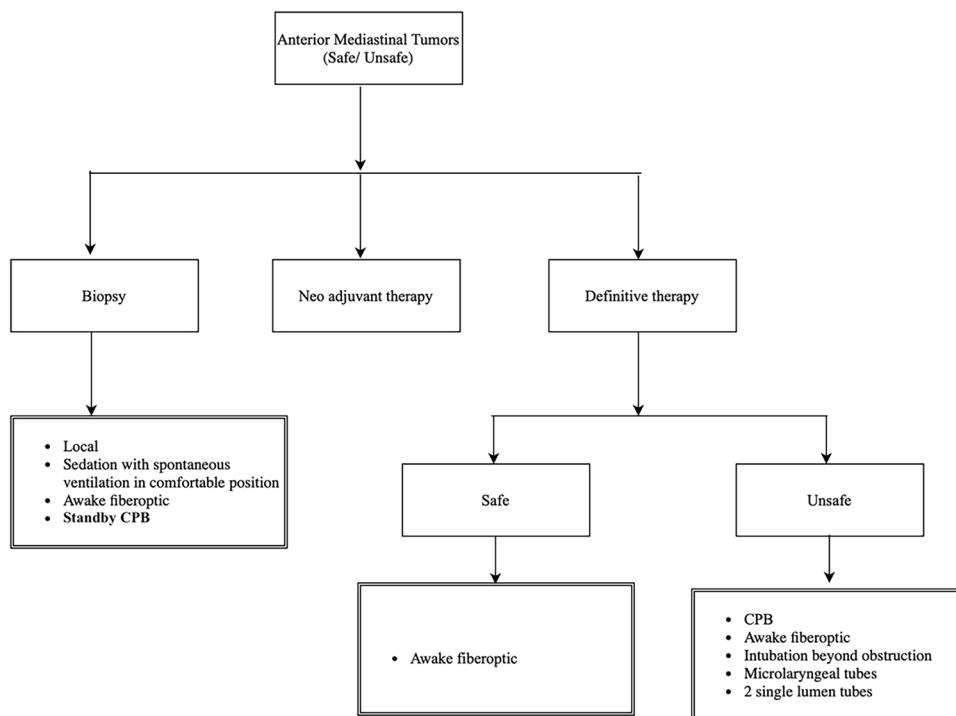 Anterior Mediastinal Tumors
(Safe/ Unsafe)
Biopsy
Neo adjuvant therapy
Definitive therapy
• Local
• Sedation with spontaneous
ventilation in comfortable position
• Awake fiberoptic
• Standby CPB
Safe
Unsafe
• Awake fiberoptic
• CPB
• Awake fiberoptic
• Intubation beyond obstruction
• Microlaryngeal tubes
• 2 single lumen tubes